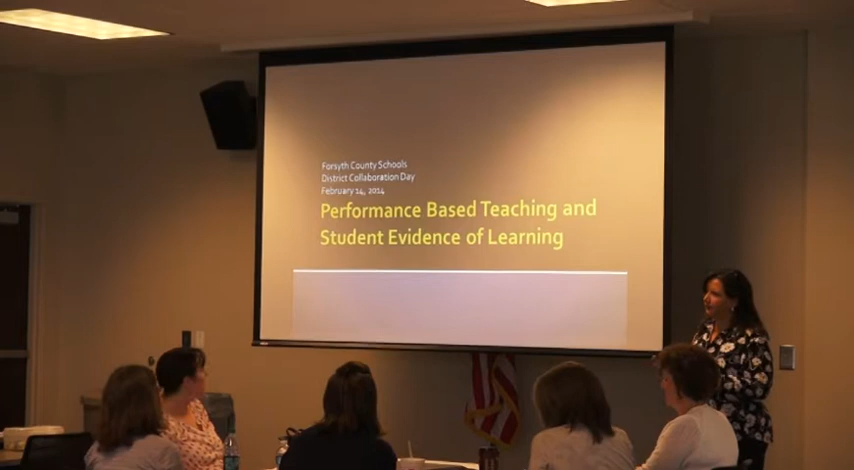 Forsyth County Schools
District Collaboration Day
February 14, 2014
Performance Based Teaching and
Student Evidence of Learning